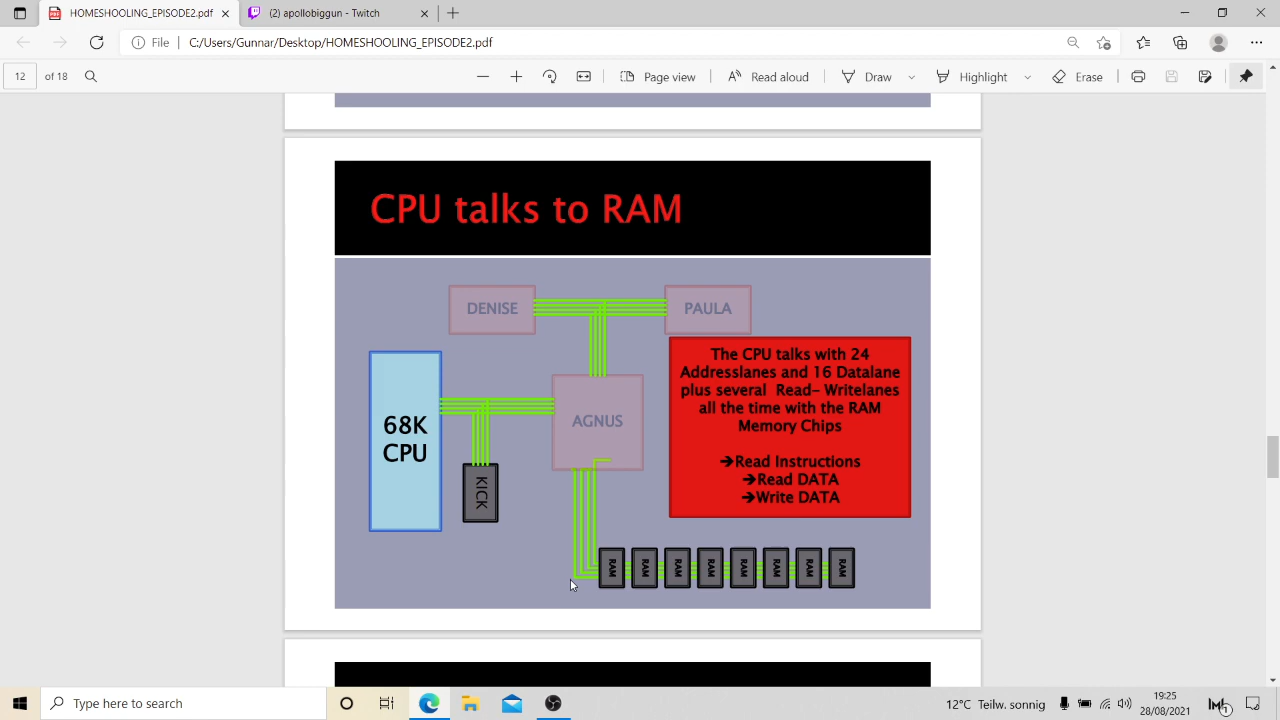 HOMESHOOLING_EPISODE2.pdf
(2) apollobiggun - Twitch
File
C:/Users/Gunnar/Desktop/HOMESHOOLING_EPISODE2.pdf
12 of 18
Page view
Read aloud
Draw
Highlight
Erase
CPU talks to RAM
DENISE
PAULA
68K
CPU
KICK
AGNUS
The CPU talks with 24
Addresslanes and 16 Datalane
plus several Read- Writelanes
all the time with the RAM
Memory Chips
➔Read Instructions
➔Read DATA
➔Write DATA
RAM RAM RAM RAM RAM RAM RAM RAM
Type here to search
12°C Teilw. sonnig
19:25
28/08/2021
1